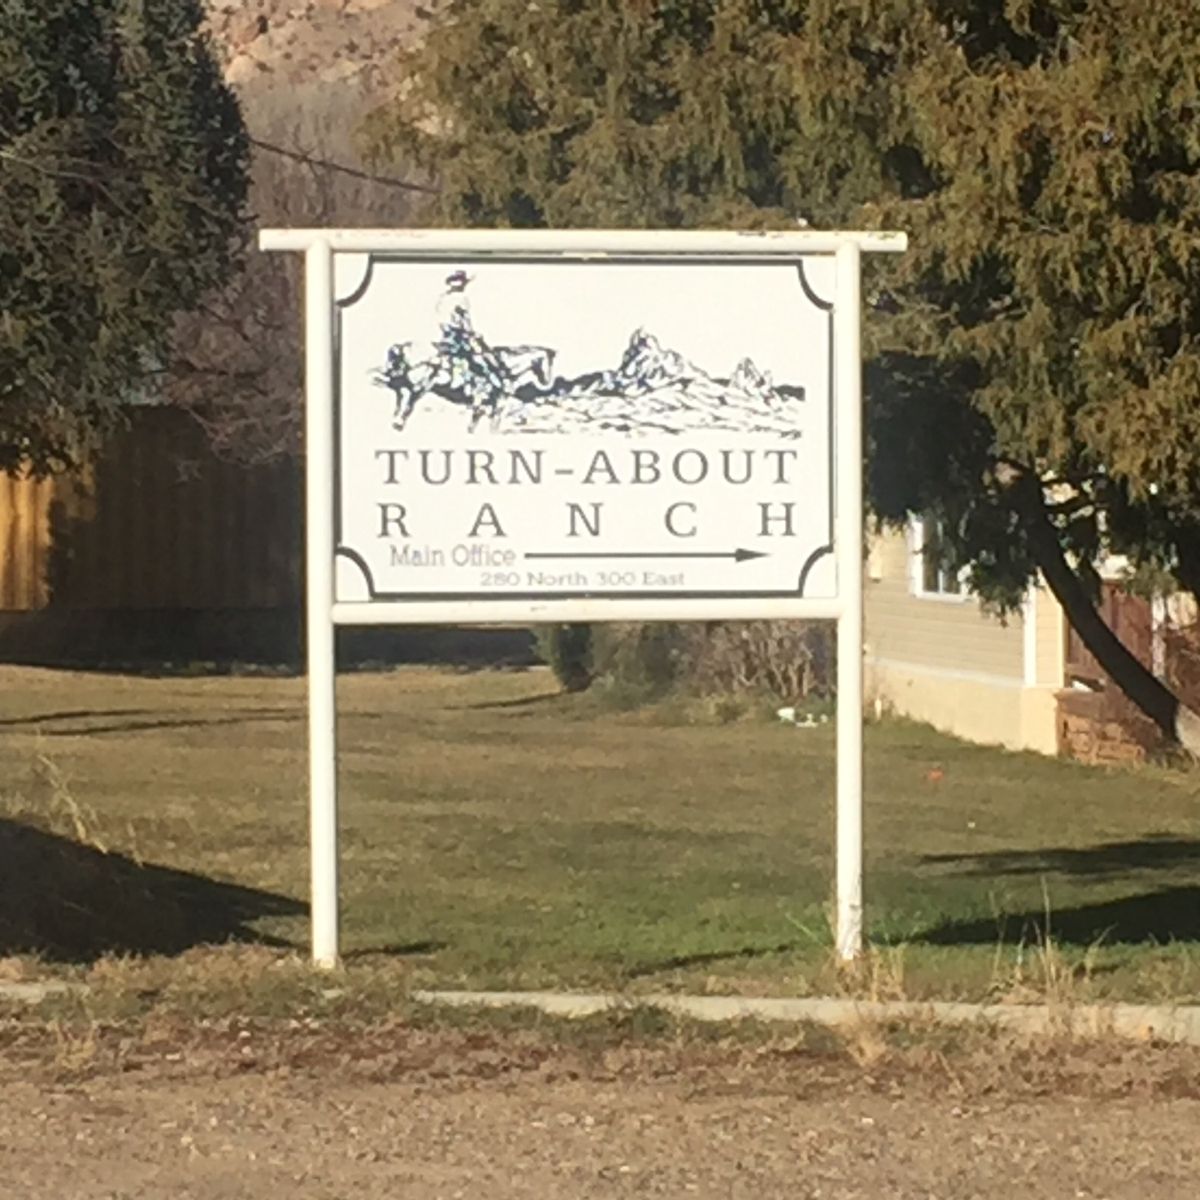 TURN-ABOUT
RANCH
Main Office
280 North 300 East